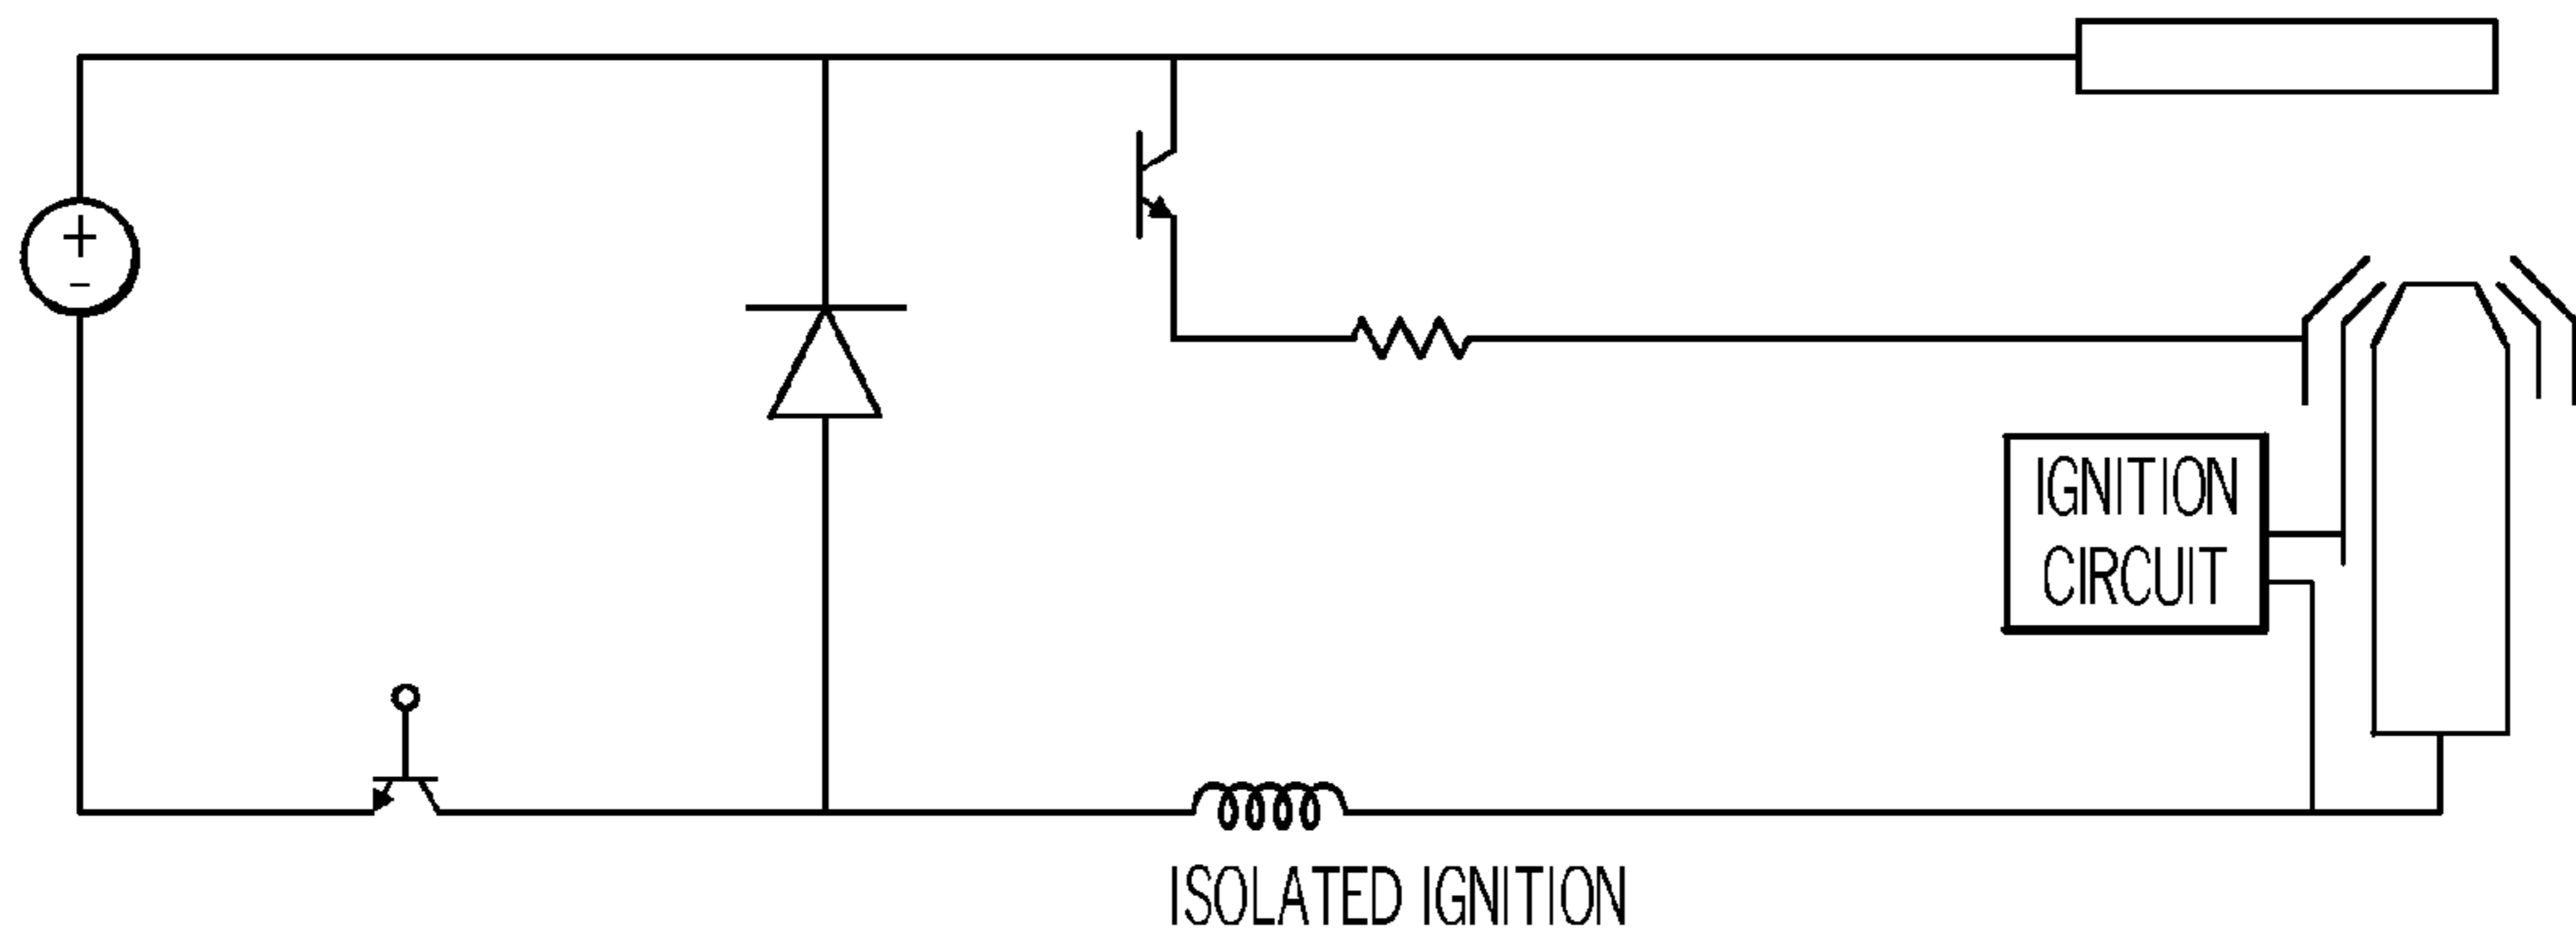 +
-
IGNITION
CIRCUIT
ISOLATED IGNITION